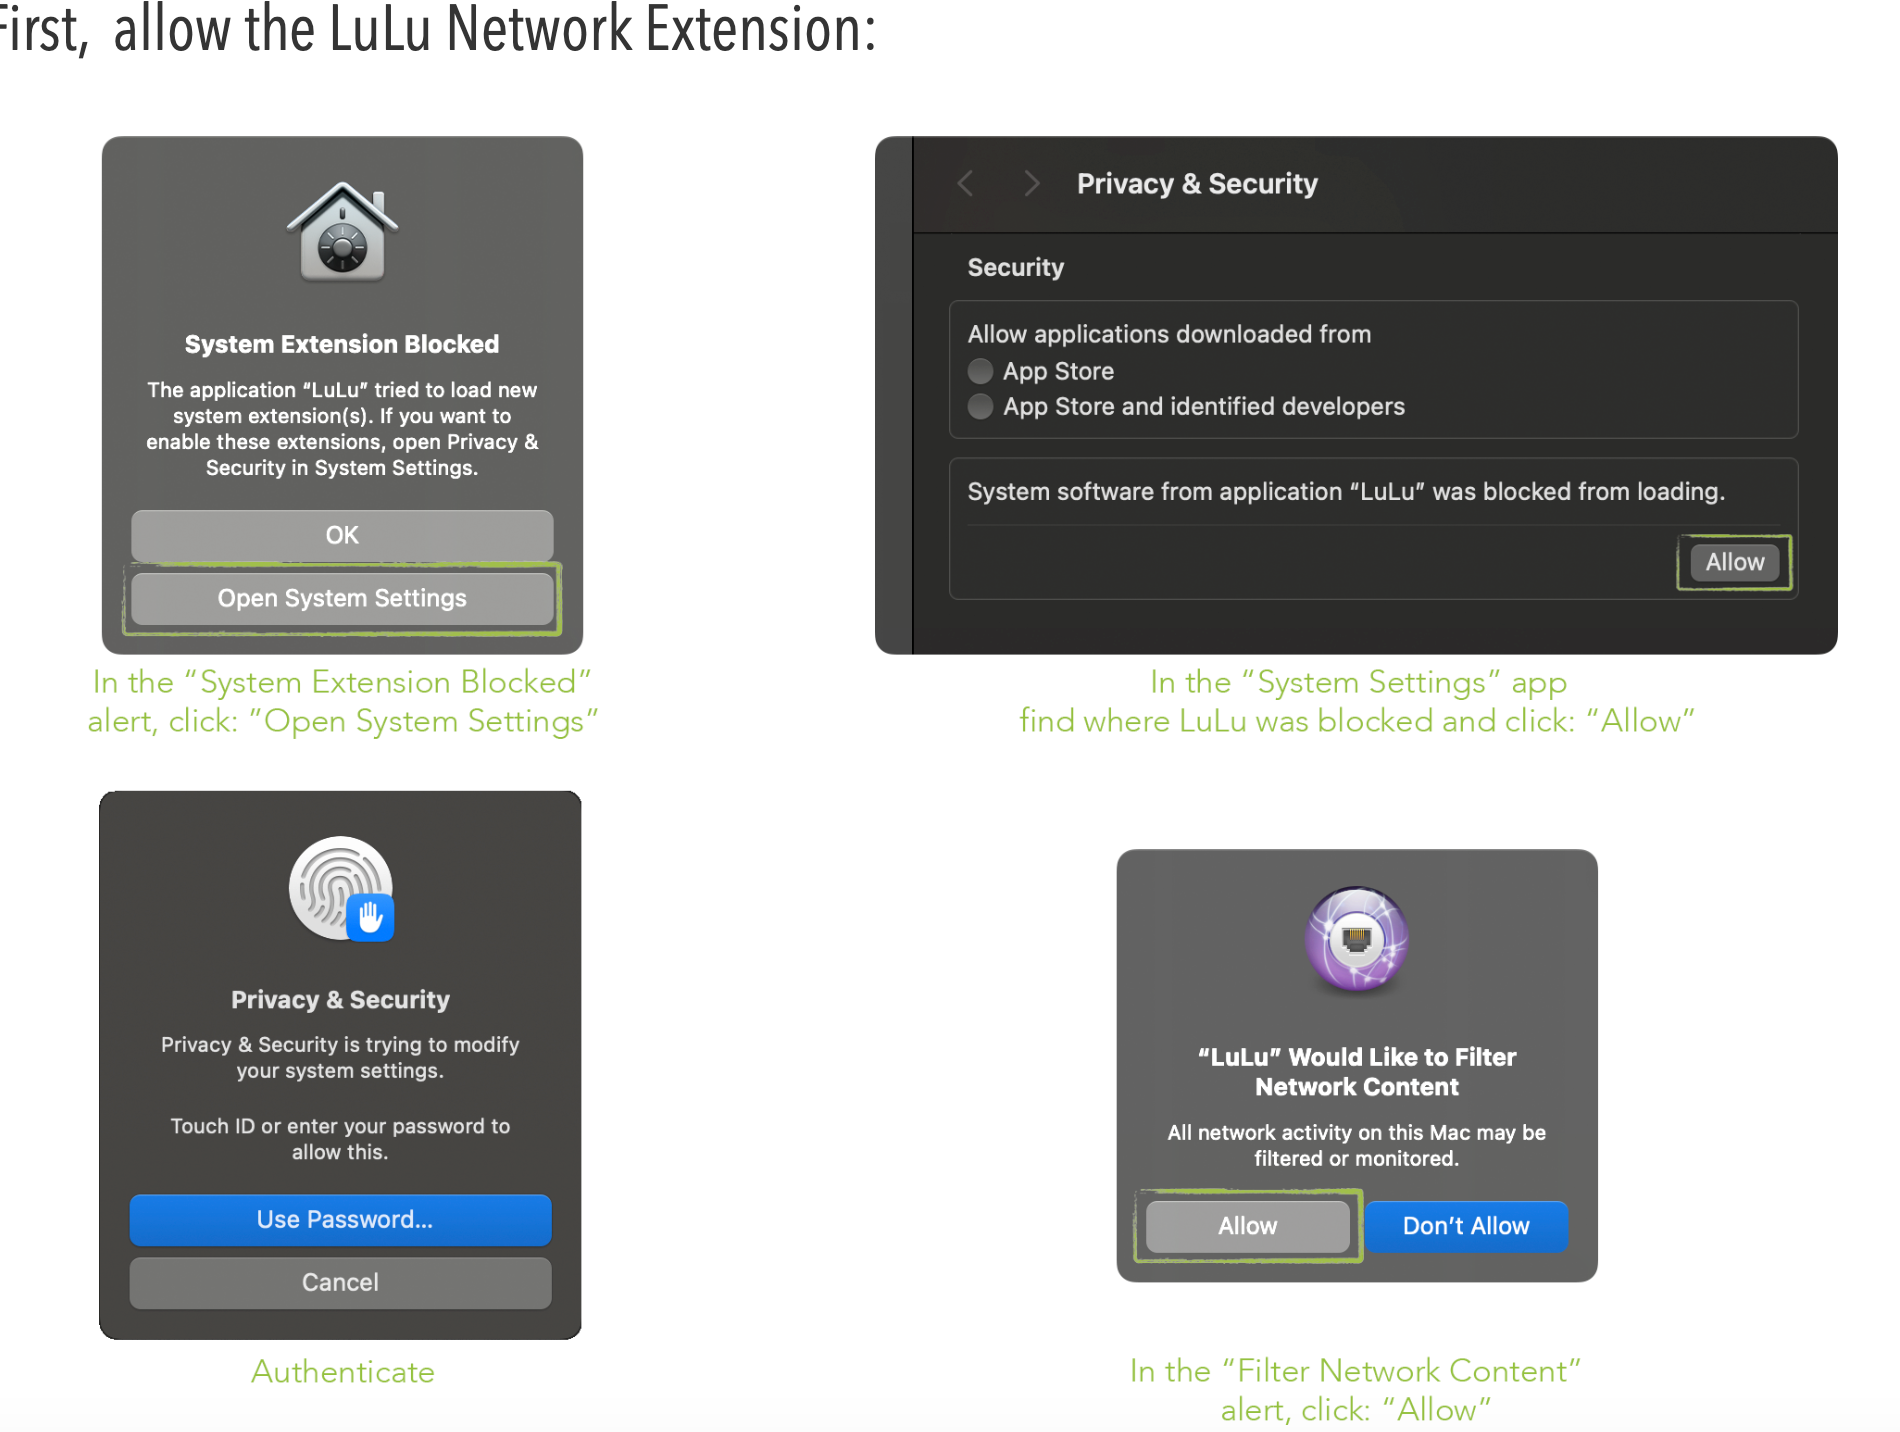 First, allow the LuLu Network Extension:
System Extension Blocked
The application “LuLu” tried to load new
system extension(s). If you want to
enable these extensions, open Privacy &
Security in System Settings.
OK
Open System Settings
In the “System Extension Blocked”
alert, click: ”Open System Settings”
Privacy & Security
Security
Allow applications downloaded from
App Store
App Store and identified developers
System software from application “LuLu” was blocked from loading.
Allow
In the “System Settings” app
find where LuLu was blocked and click: “Allow”
Privacy & Security
Privacy & Security is trying to modify
your system settings.
Touch ID or enter your password to
allow this.
Use Password...
Cancel
Authenticate
“LuLu” Would Like to Filter
Network Content
All network activity on this Mac may be
filtered or monitored.
Allow
Don’t Allow
In the “Filter Network Content”
alert, click: “Allow”